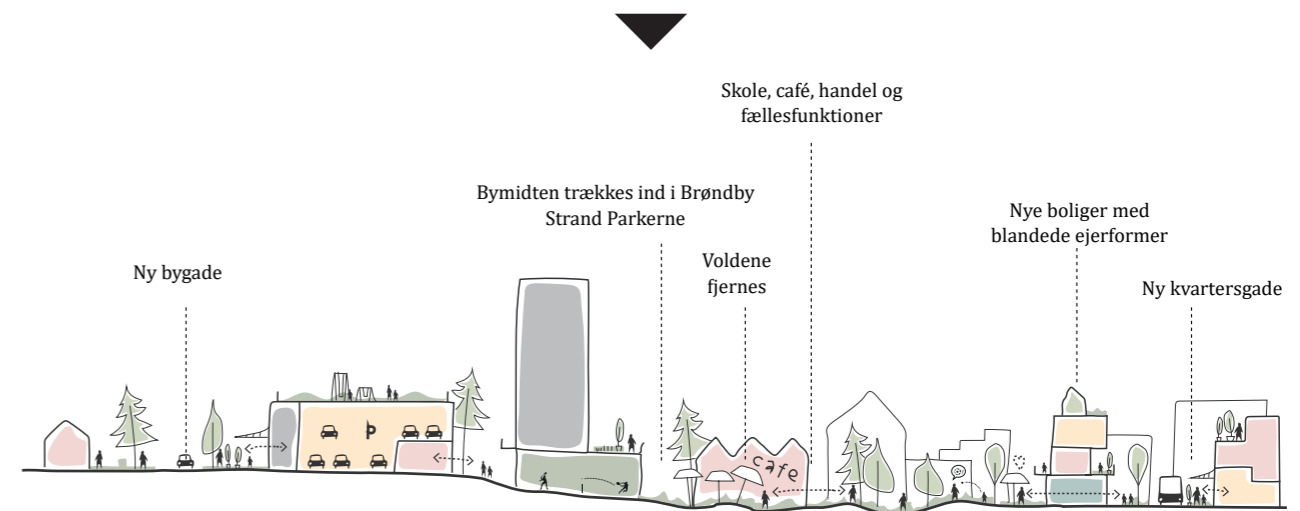 Skole, café, handel og
fællesfunktioner
Bymidten trækkes ind i Brøndby
Strand Parkerne
Nye boliger med
blandede ejerformer
Voldene
fjernes
Ny bygade
Ny kvartersgade
P
cafe